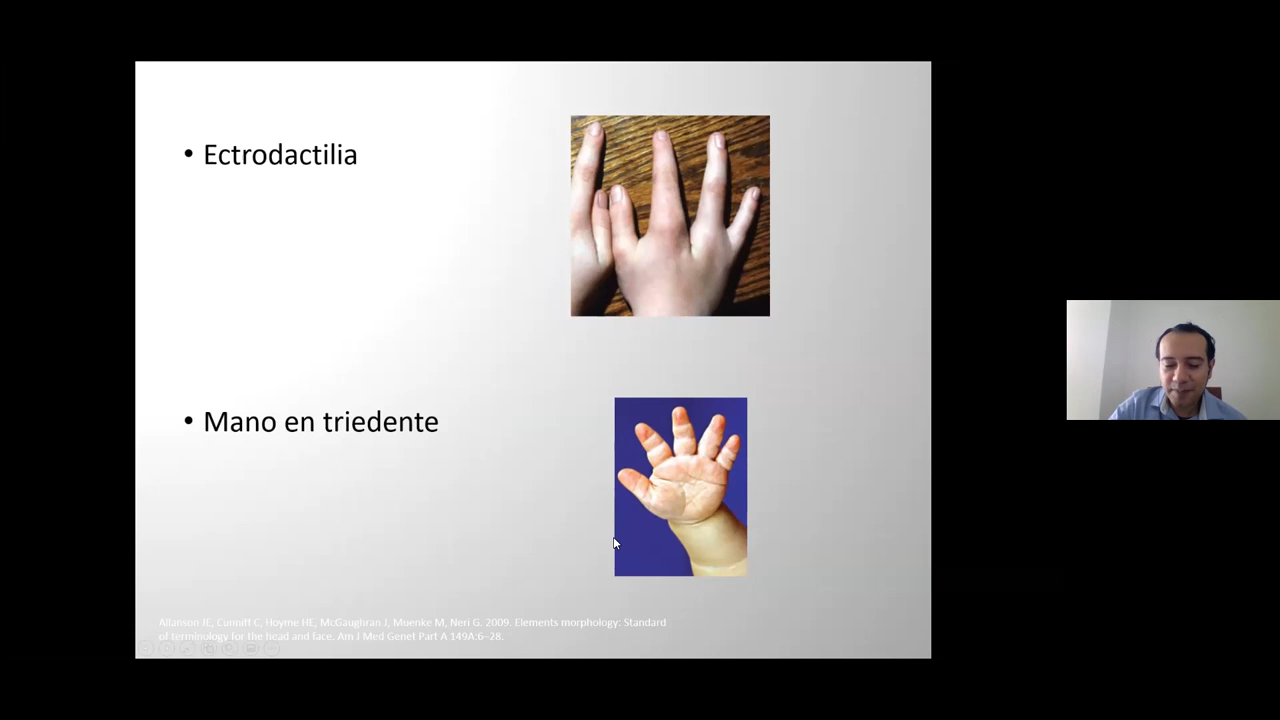 • Ectrodactilia
• Mano en triedente
Allanson JE, Cunniff C, Hoyme HE, McGaughran J, Muenke M, Neri G. 2009. Elements morphology: Standard
of terminology for the head and face. Am J Med Genet Part A 149A:6–28.